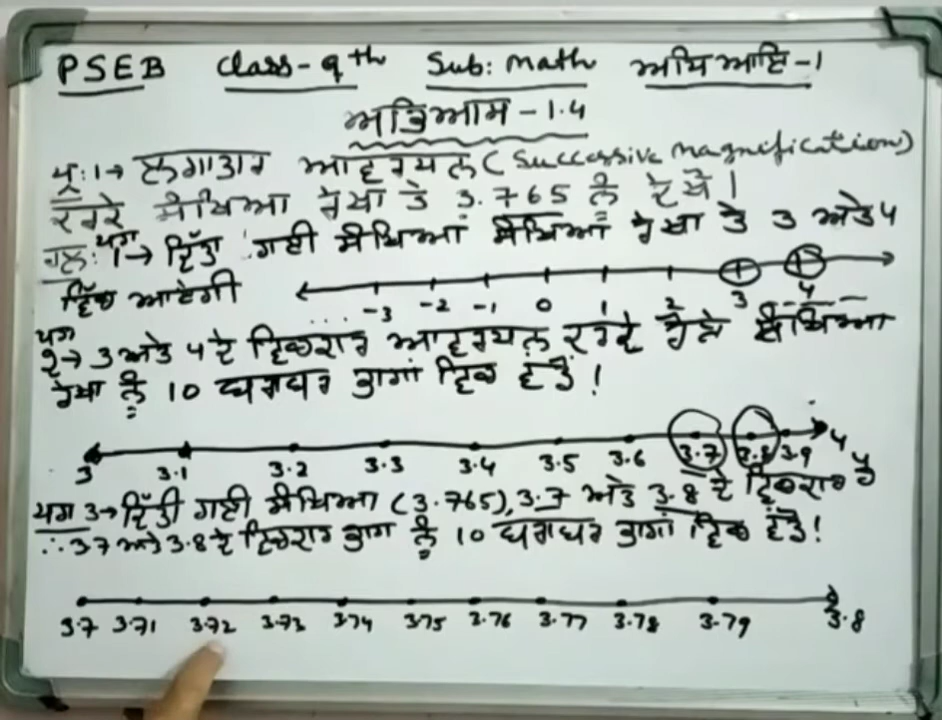 PSEB Class-9th Sub: Math ਅਧਿਆਇ-1
ਅਭਿਆਸ-1.4
ਪ੍ਰ:1→ ਲਗਾਤਾਰ ਆਵਰਧਨ (Successive Magnification)
ਕਰਕੇ ਸੰਖਿਆ ਰੇਖਾ ਤੇ 3.765 ਨੂੰ ਦੇਖੋ।
ਹਲ: ਪਗ 1→ ਦਿੱਤੀ ਗਈ ਸੰਖਿਆ ਸੰਖਿਆ ਰੇਖਾ ਤੇ 3 ਅਤੇ 4
ਵਿੱਚ ਆਏਗੀ
... -3 -2 -1 0 1 2 3 4
ਪਗ 2→ 3 ਅਤੇ 4 ਦੇ ਵਿਚਕਾਰ ਆਵਰਧਨ ਕਰਦੇ ਹੋਏ ਸੰਖਿਆ
ਰੇਖਾ ਨੂੰ 10 ਬਰਾਬਰ ਭਾਗਾਂ ਵਿਚ ਵੰਡੋ!
3 3.1 3.2 3.3 3.4 3.5 3.6 3.7 3.8 3.9 4
ਪਗ 3→ ਦਿੱਤੀ ਗਈ ਸੰਖਿਆ (3.765), 3.7 ਅਤੇ 3.8 ਦੇ ਵਿਚਕਾਰ ਹੈ
∴ 3.7 ਅਤੇ 3.8 ਦੇ ਵਿਚਕਾਰ ਭਾਗ ਨੂੰ 10 ਬਰਾਬਰ ਭਾਗਾਂ ਵਿਚ ਵੰਡੋ!
3.7 3.71 3.72 3.73 3.74 3.75 3.76 3.77 3.78 3.79 3.8